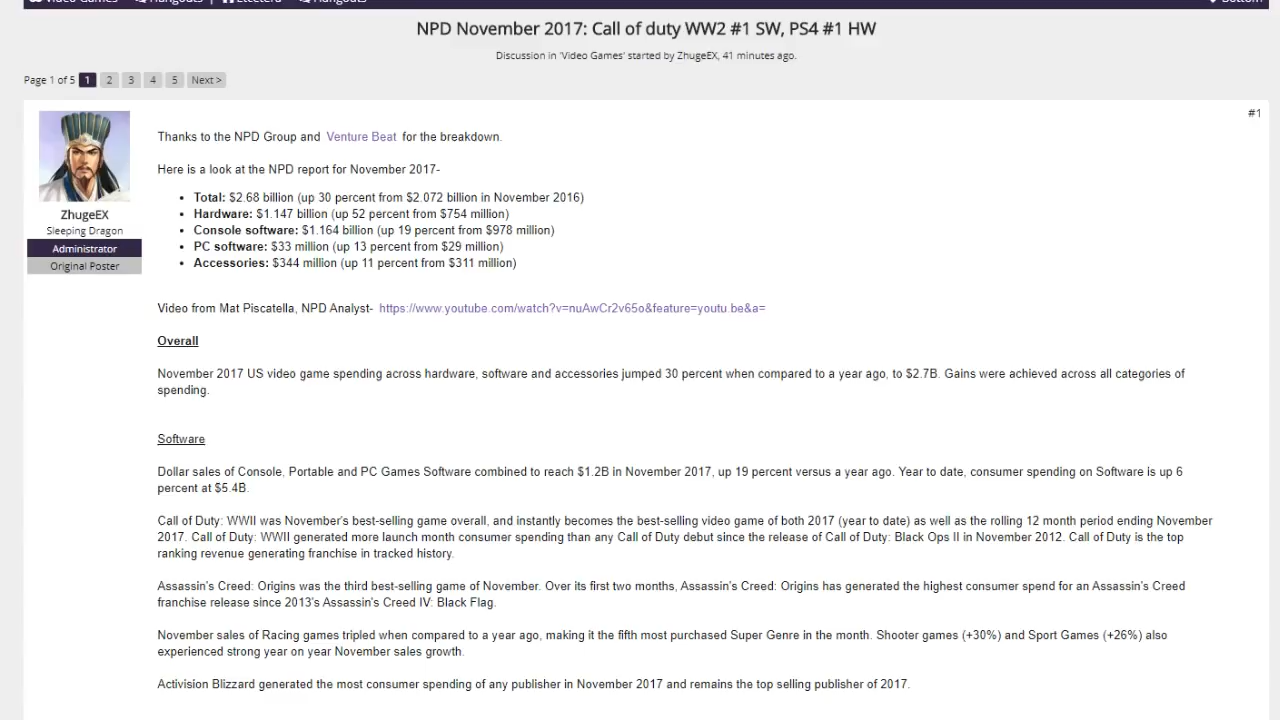 Video Games Hangouts | Etcetera Hangouts Bottom
NPD November 2017: Call of duty WW2 #1 SW, PS4 #1 HW
Discussion in 'Video Games' started by ZhugeEX, 41 minutes ago.
Page 1 of 5 1 2 3 4 5 Next >
#1
ZhugeEX
Sleeping Dragon
Administrator
Original Poster
Thanks to the NPD Group and Venture Beat for the breakdown.
Here is a look at the NPD report for November 2017-
• Total: $2.68 billion (up 30 percent from $2.072 billion in November 2016)
• Hardware: $1.147 billion (up 52 percent from $754 million)
• Console software: $1.164 billion (up 19 percent from $978 million)
• PC software: $33 million (up 13 percent from $29 million)
• Accessories: $344 million (up 11 percent from $311 million)
Video from Mat Piscatella, NPD Analyst- https://www.youtube.com/watch?v=nuAwCr2v65o&feature=youtu.be&a=
Overall
November 2017 US video game spending across hardware, software and accessories jumped 30 percent when compared to a year ago, to $2.7B. Gains were achieved across all categories of
spending.
Software
Dollar sales of Console, Portable and PC Games Software combined to reach $1.2B in November 2017, up 19 percent versus a year ago. Year to date, consumer spending on Software is up 6
percent at $5.4B.
Call of Duty: WWII was November's best-selling game overall, and instantly becomes the best-selling video game of both 2017 (year to date) as well as the rolling 12 month period ending November
2017. Call of Duty: WWII generated more launch month consumer spending than any Call of Duty debut since the release of Call of Duty: Black Ops II in November 2012. Call of Duty is the top
ranking revenue generating franchise in tracked history.
Assassin's Creed: Origins was the third best-selling game of November. Over its first two months, Assassin's Creed: Origins has generated the highest consumer spend for an Assassin's Creed
franchise release since 2013's Assassin's Creed IV: Black Flag.
November sales of Racing games tripled when compared to a year ago, making it the fifth most purchased Super Genre in the month. Shooter games (+30%) and Sport Games (+26%) also
experienced strong year on year November sales growth.
Activision Blizzard generated the most consumer spending of any publisher in November 2017 and remains the top selling publisher of 2017.